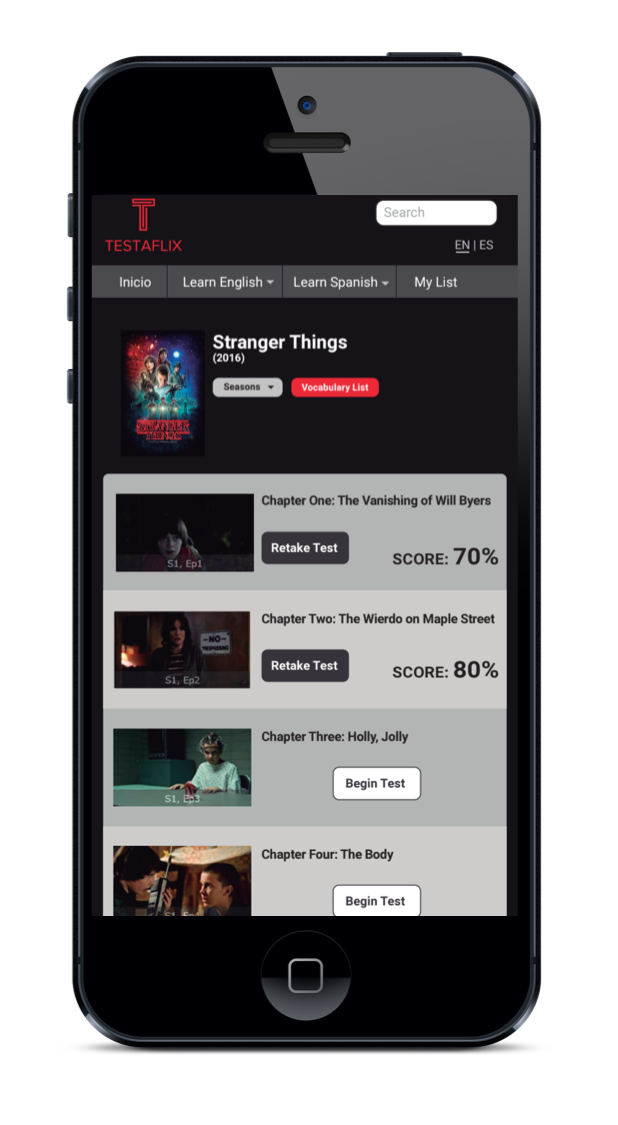 T
TESTAFLIX
Search
EN | ES
Inicio
Learn English
Learn Spanish
My List
Stranger Things
(2016)
Seasons
Vocabulary List
STRANGER
THINGS
Chapter One: The Vanishing of Will Byers
Retake Test
SCORE: 70%
S1, Ep1
Chapter Two: The Wierdo on Maple Street
NO
TRESPASSING
Retake Test
SCORE: 80%
S1, Ep2
Chapter Three: Holly, Jolly
Begin Test
S1, Ep3
Chapter Four: The Body
Begin Test